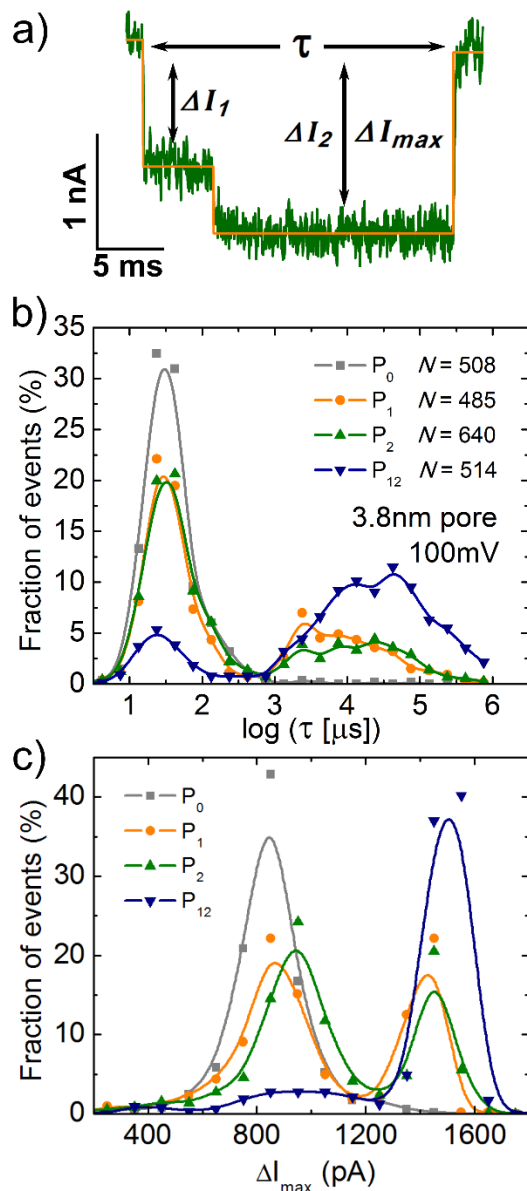 a)
τ
ΔI₁
ΔI₂ ΔIₘₐₓ
1 nA
5 ms
b)
35
30
25
20
15
10
5
0
Fraction of events (%)
P₀ N = 508
P₁ N = 485
P₂ N = 640
P₁₂ N = 514
3.8nm pore
100mV
1 2 3 4 5 6
log (τ [μs])
c)
40
30
20
10
0
Fraction of events (%)
P₀
P₁
P₂
P₁₂
400 800 1200 1600
ΔIₘₐₓ (pA)